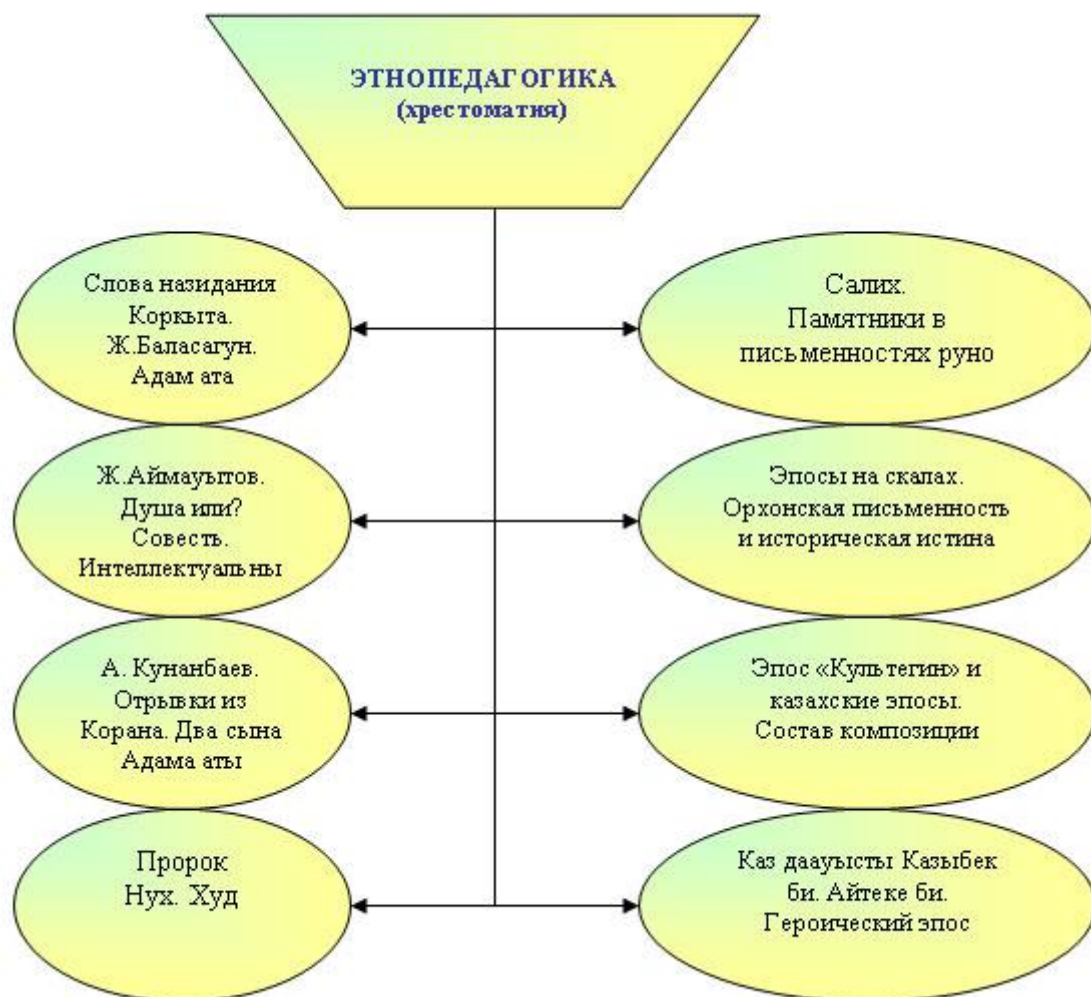 ЭТНОПЕДАГОГИКА
(хрестоматия)
Слова назидания
Коркыта.
Ж.Баласагун.
Адам ата
Салих.
Памятники в
письменностях руно
Ж.Аймауытов.
Душа или?
Совесть.
Интеллектуальны
Эпосы на скалах.
Орхонская письменность
и историческая истина
А. Кунанбаев.
Отрывки из
Корана. Два сына
Адама аты
Эпос «Культегин» и
казахские эпосы.
Состав композиции
Пророк
Нух. Худ
Каз даауысты Казыбек
би. Айтеке би.
Героический эпос